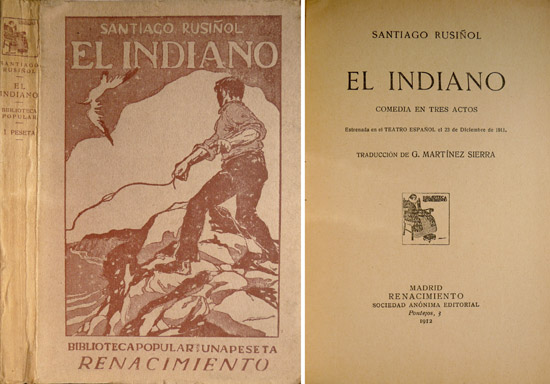 SANTIAGO
RUSIÑOL
EL
INDIANO
BIBLIOTECA
POPULAR
1 PESETA
SANTIAGO RUSIÑOL
EL INDIANO
BIBLIOTECA POPULAR UNA PESETA
RENACIMIENTO
SANTIAGO RUSIÑOL
EL INDIANO
COMEDIA EN TRES ACTOS
Estrenada en el TEATRO ESPAÑOL el 23 de Diciembre de 1911.
TRADUCCIÓN DE G. MARTÍNEZ SIERRA
MADRID
RENACIMIENTO
SOCIEDAD ANÓNIMA EDITORIAL
Pontejos, 3
1912